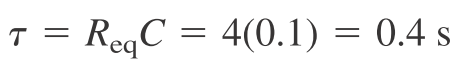 τ = R_eqC = 4(0.1) = 0.4 s